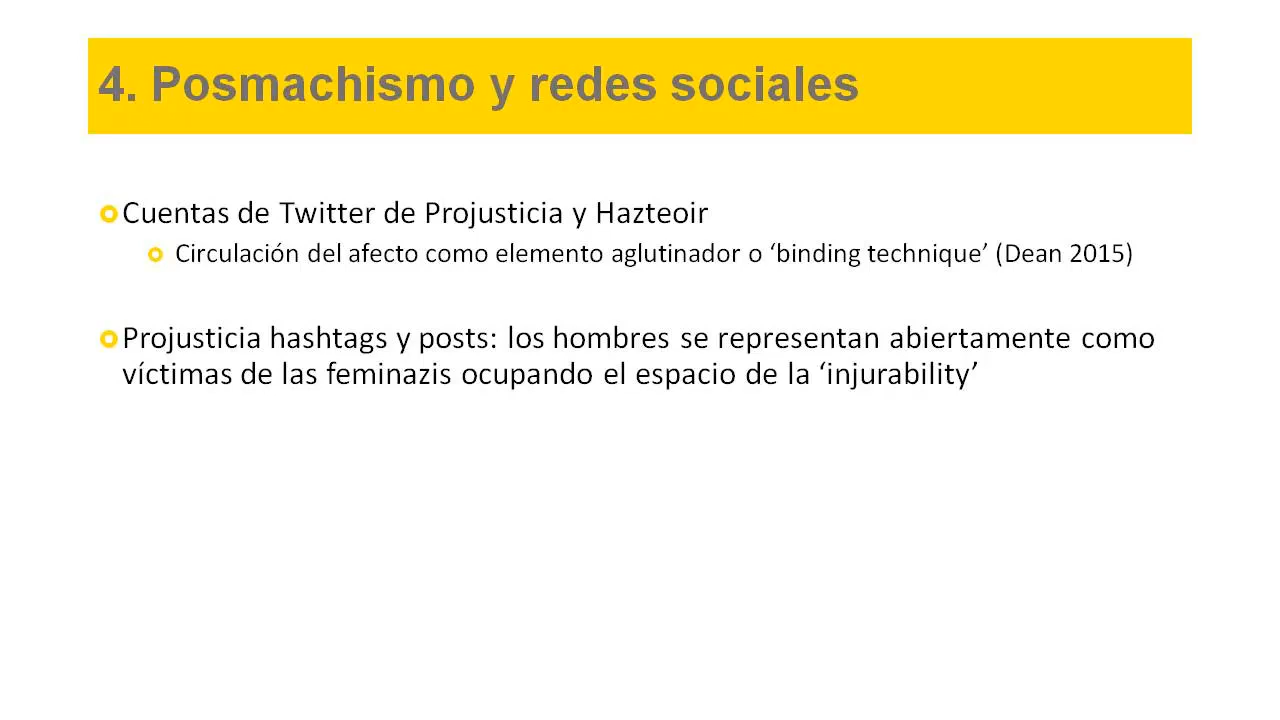 4. Posmachismo y redes sociales
Cuentas de Twitter de Projusticia y Hazteoir
Circulación del afecto como elemento aglutinador o ‘binding technique’ (Dean 2015)
Projusticia hashtags y posts: los hombres se representan abiertamente como
víctimas de las feminazis ocupando el espacio de la ‘injurability’